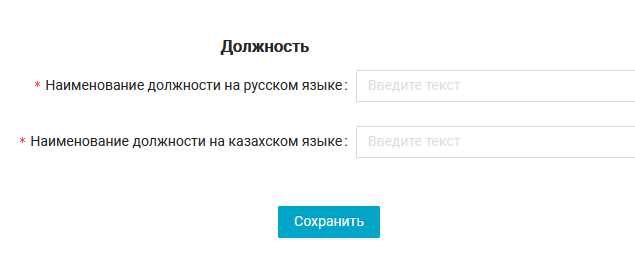 Должность
* Наименование должности на русском языке: Введите текст
* Наименование должности на казахском языке: Введите текст
Сохранить